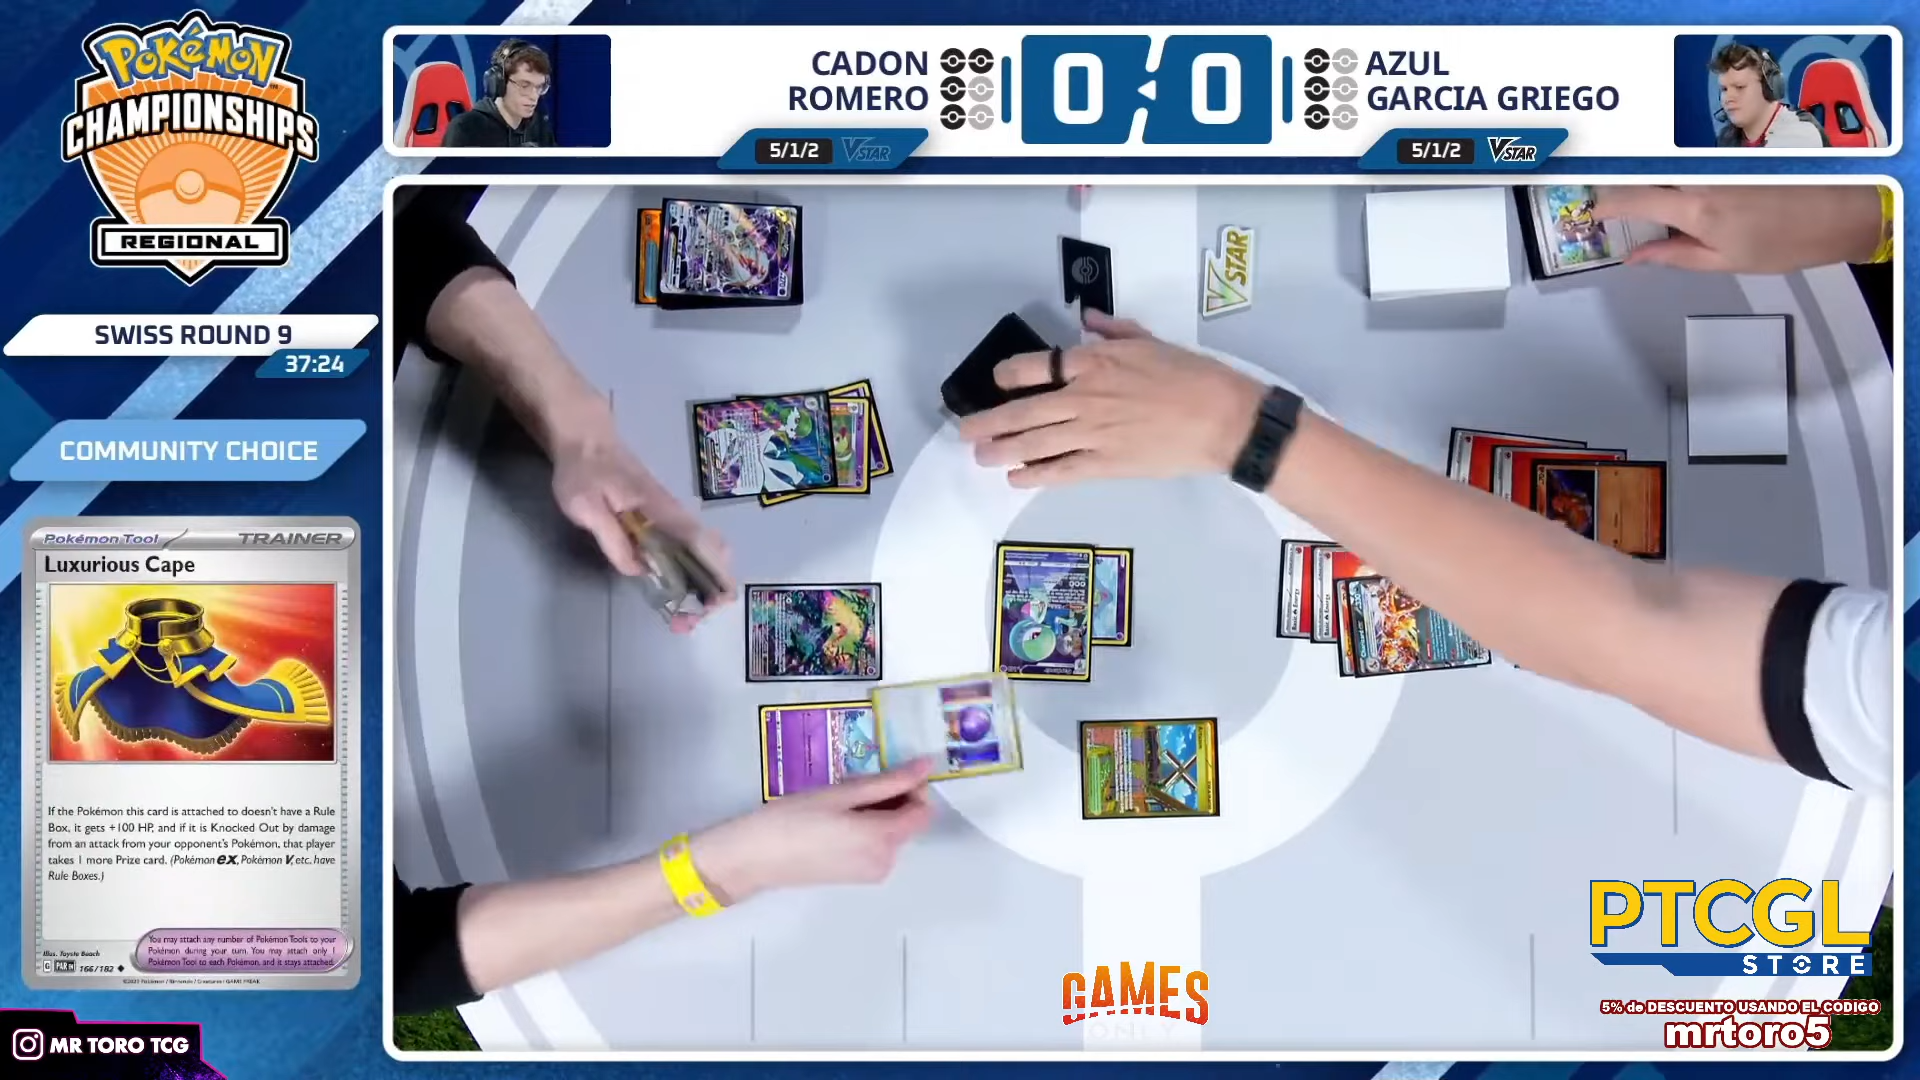 Pokémon
CHAMPIONSHIPS
REGIONAL
SWISS ROUND 9
37:24
COMMUNITY CHOICE
Pokémon Tool
TRAINER
Luxurious Cape
If the Pokémon this card is attached to doesn't have a Rule
Box, it gets +100 HP, and if it is Knocked Out by damage
from an attack from your opponent's Pokémon, that player
takes 1 more Prize card. (Pokémon ex, Pokémon V, etc. have
Rule Boxes.)
You may attach any number of Pokémon Tools to your
Pokémon during your turn. You may attach only 1
Pokémon Tool to each Pokémon, and it stays attached.
166/182
MR TORO TCG
CADON
ROMERO
5/1/2
VSTAR
0
0
AZUL
GARCIA GRIEGO
5/1/2
VSTAR
VSTAR
GAMES
ONLY
PTCGL
STORE
5% de DESCUENTO USANDO EL CODIGO
mrtoro5